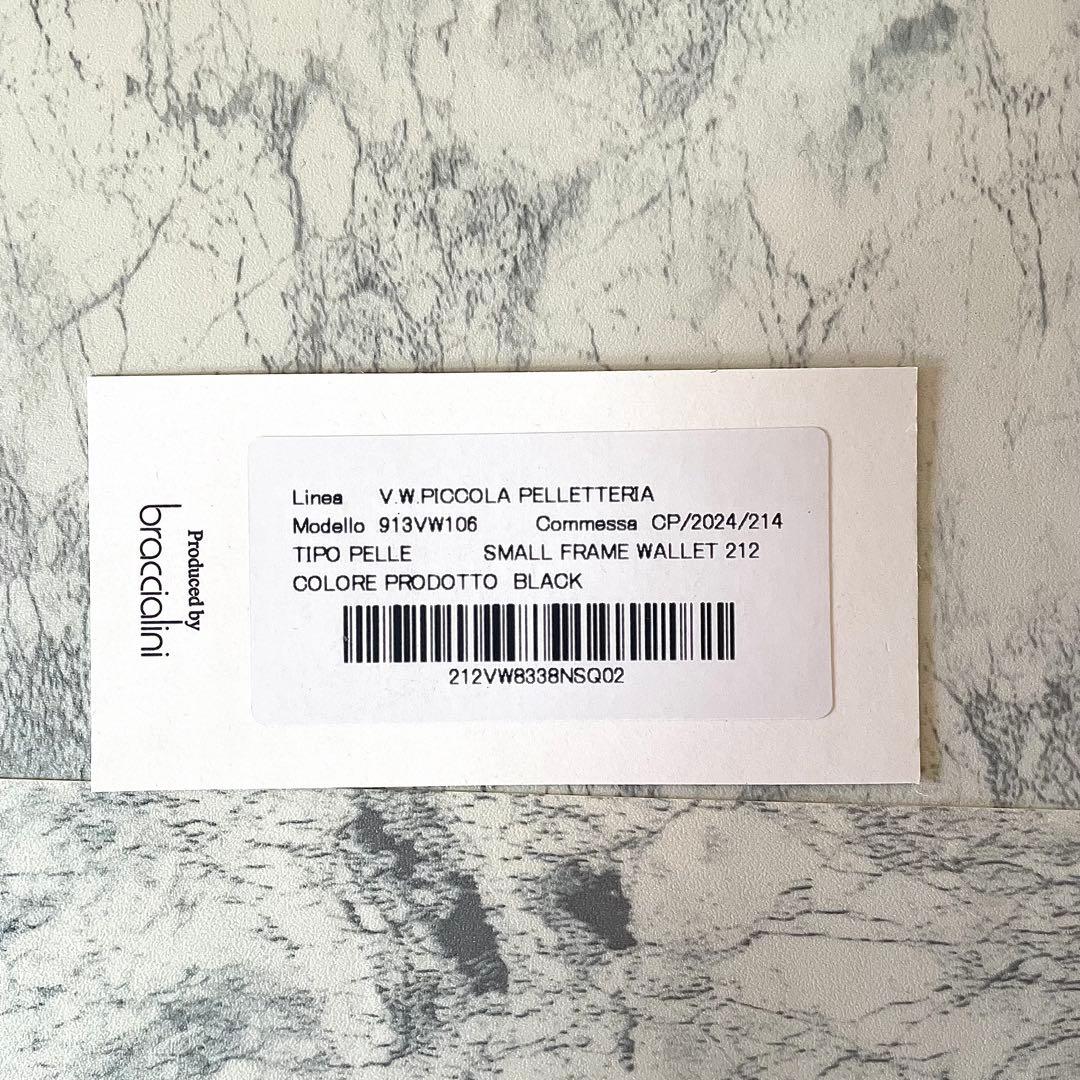 Produced by
braccialini
Linea V.W.PICCOLA PELLETTERIA
Modello 913VW106 Commessa CP/2024/214
TIPO PELLE SMALL FRAME WALLET 212
COLORE PRODOTTO BLACK
212VW8338NSQ02